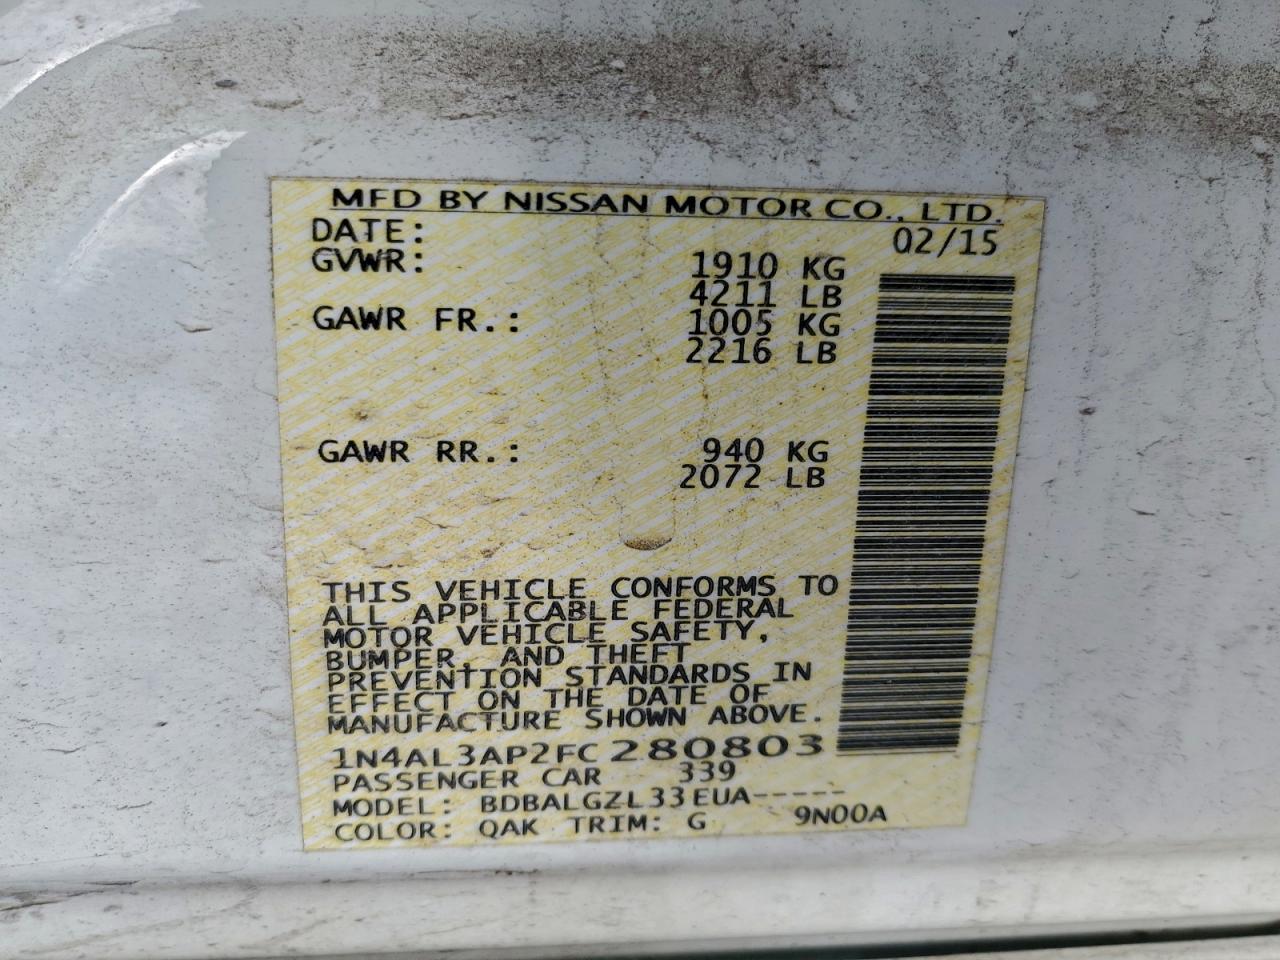 MFD BY NISSAN MOTOR CO., LTD.
DATE: 02/15
GVWR: 1910 KG
4211 LB
GAWR FR.: 1005 KG
2216 LB
GAWR RR.: 940 KG
2072 LB
THIS VEHICLE CONFORMS TO
ALL APPLICABLE FEDERAL
MOTOR VEHICLE SAFETY,
BUMPER, AND THEFT
PREVENTION STANDARDS IN
EFFECT ON THE DATE OF
MANUFACTURE SHOWN ABOVE.
1N4AL3AP2FC280803
PASSENGER CAR 339
MODEL: BDBALGZL33EUA-----
COLOR: QAK TRIM: G 9N00A